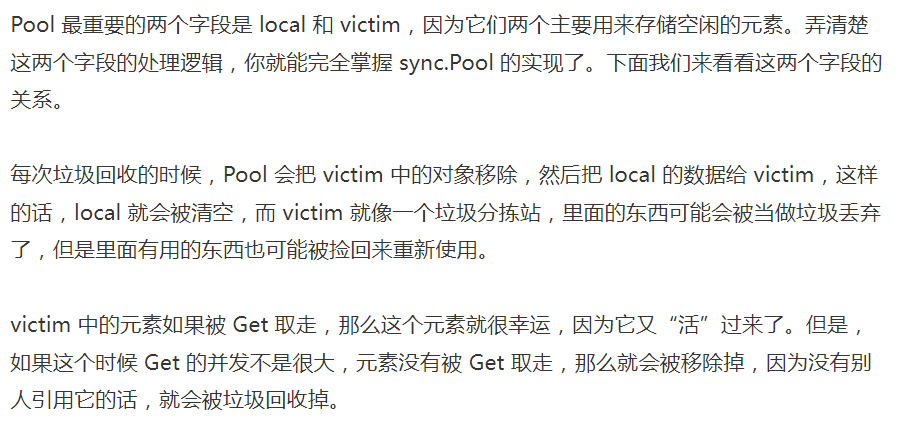 Pool 最重要的两个字段是 local 和 victim，因为它们两个主要用来存储空闲的元素。弄清楚
这两个字段的处理逻辑，你就能完全掌握 sync.Pool 的实现了。下面我们来看看这两个字段的
关系。
每次垃圾回收的时候，Pool 会把 victim 中的对象移除，然后把 local 的数据给 victim，这样
的话，local 就会被清空，而 victim 就像一个垃圾分拣站，里面的东西可能会被当做垃圾丢弃
了，但是里面有用的东西也可能被捡回来重新使用。
victim 中的元素如果被 Get 取走，那么这个元素就很幸运，因为它又“活”过来了。但是，
如果这个时候 Get 的并发不是很大，元素没有被 Get 取走，那么就会被移除掉，因为没有别
人引用它的话，就会被垃圾回收掉。